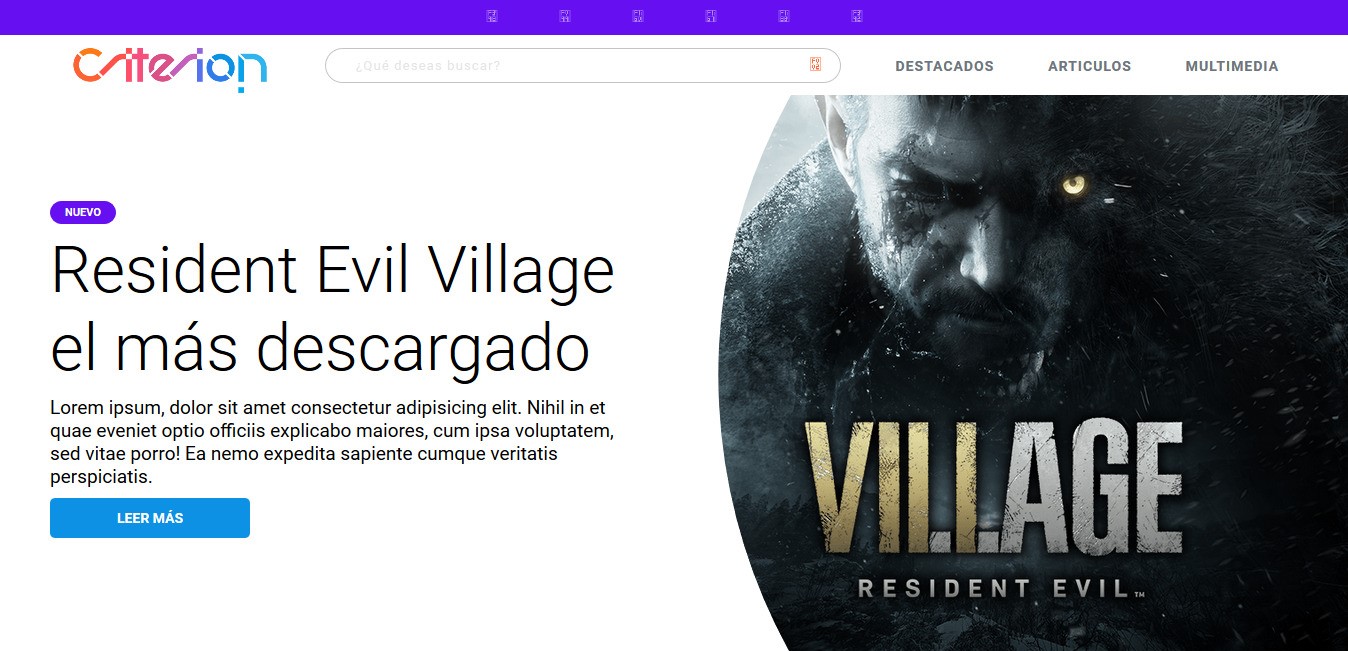 criterion
¿Qué deseas buscar?
DESTACADOS
ARTICULOS
MULTIMEDIA
NUEVO
Resident Evil Village
el más descargado
Lorem ipsum, dolor sit amet consectetur adipisicing elit. Nihil in et
quae eveniet optio officiis explicabo maiores, cum ipsa voluptatem,
sed vitae porro! Ea nemo expedita sapiente cumque veritatis
perspiciatis.
LEER MÁS
VILLAGE
RESIDENT EVIL™